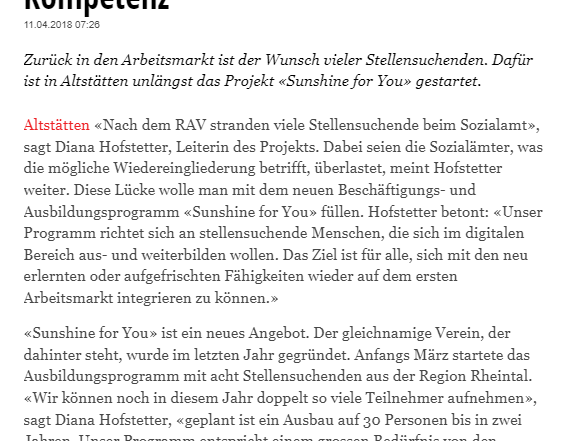 Kompetenz
11.04.2018 07:26
Zurück in den Arbeitsmarkt ist der Wunsch vieler Stellensuchenden. Dafür
ist in Altstätten unlängst das Projekt «Sunshine for You» gestartet.
Altstätten «Nach dem RAV stranden viele Stellensuchende beim Sozialamt»,
sagt Diana Hofstetter, Leiterin des Projekts. Dabei seien die Sozialämter, was
die mögliche Wiedereingliederung betrifft, überlastet, meint Hofstetter
weiter. Diese Lücke wolle man mit dem neuen Beschäftigungs- und
Ausbildungsprogramm «Sunshine for You» füllen. Hofstetter betont: «Unser
Programm richtet sich an stellensuchende Menschen, die sich im digitalen
Bereich aus- und weiterbilden wollen. Das Ziel ist für alle, sich mit den neu
erlernten oder aufgefrischten Fähigkeiten wieder auf dem ersten
Arbeitsmarkt integrieren zu können.»
«Sunshine for You» ist ein neues Angebot. Der gleichnamige Verein, der
dahinter steht, wurde im letzten Jahr gegründet. Anfangs März startete das
Ausbildungsprogramm mit acht Stellensuchenden aus der Region Rheintal.
«Wir können noch in diesem Jahr doppelt so viele Teilnehmer aufnehmen»,
sagt Diana Hofstetter, «geplant ist ein Ausbau auf 30 Personen bis in zwei
Jahren. Unser Programm entspricht einem grossen Bedürfnis von den